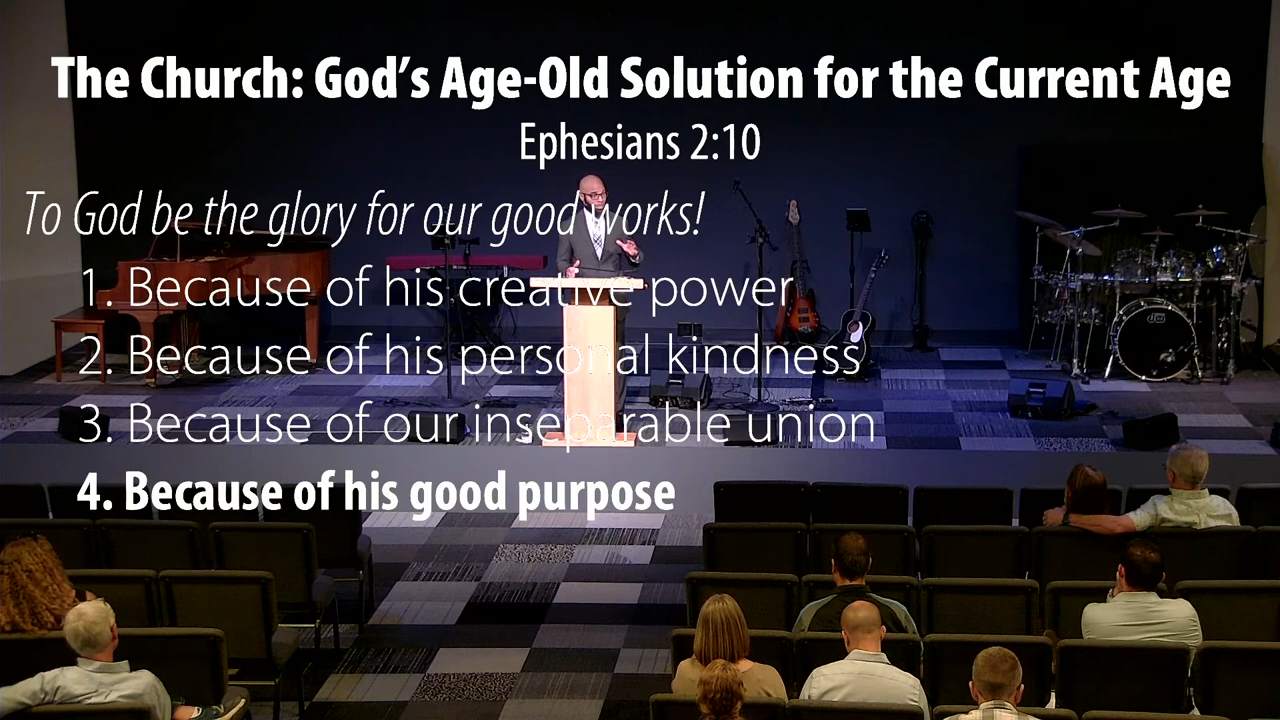 The Church: God’s Age-Old Solution for the Current Age
Ephesians 2:10
To God be the glory for our good works!
1. Because of his creative power
2. Because of his personal kindness
3. Because of our inseparable union
4. Because of his good purpose